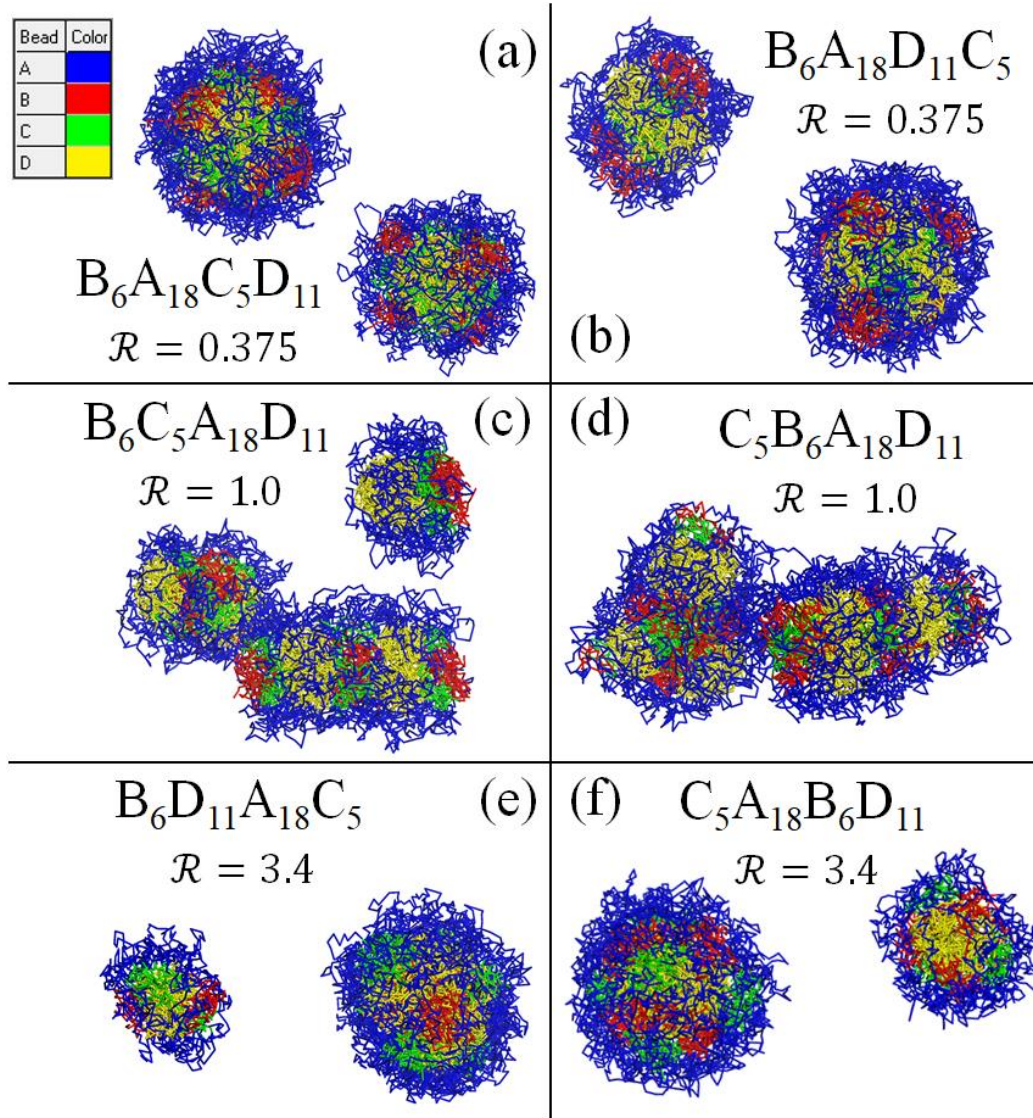 Bead Color
A
B
C
D
(a)
B₆A₁₈C₅D₁₁
ℛ = 0.375
B₆A₁₈D₁₁C₅
ℛ = 0.375
(b)
B₆C₅A₁₈D₁₁
(c)
ℛ = 1.0
(d)
C₅B₆A₁₈D₁₁
ℛ = 1.0
B₆D₁₁A₁₈C₅
(e)
ℛ = 3.4
(f)
C₅A₁₈B₆D₁₁
ℛ = 3.4